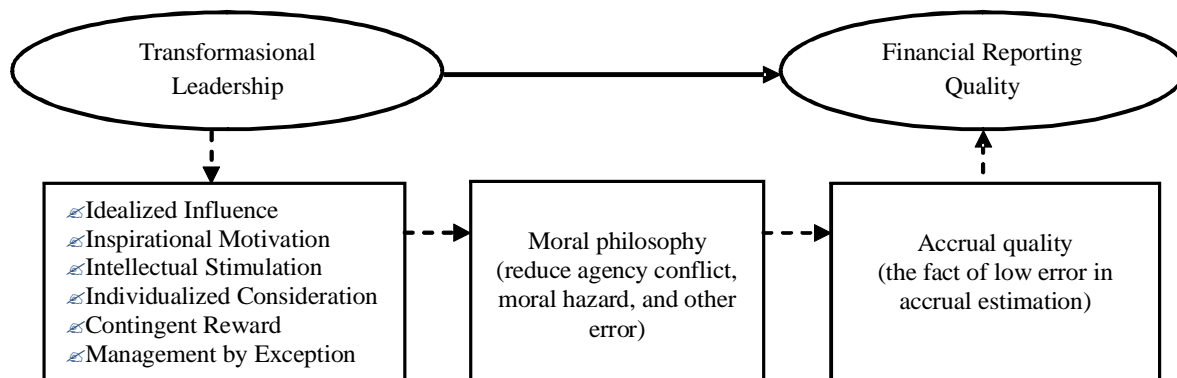 Transformasional
Leadership
Financial Reporting
Quality
Idealized Influence
Inspirational Motivation
Intellectual Stimulation
Individualized Consideration
Contingent Reward
Management by Exception
Moral philosophy
(reduce agency conflict,
moral hazard, and other
error)
Accrual quality
(the fact of low error in
accrual estimation)